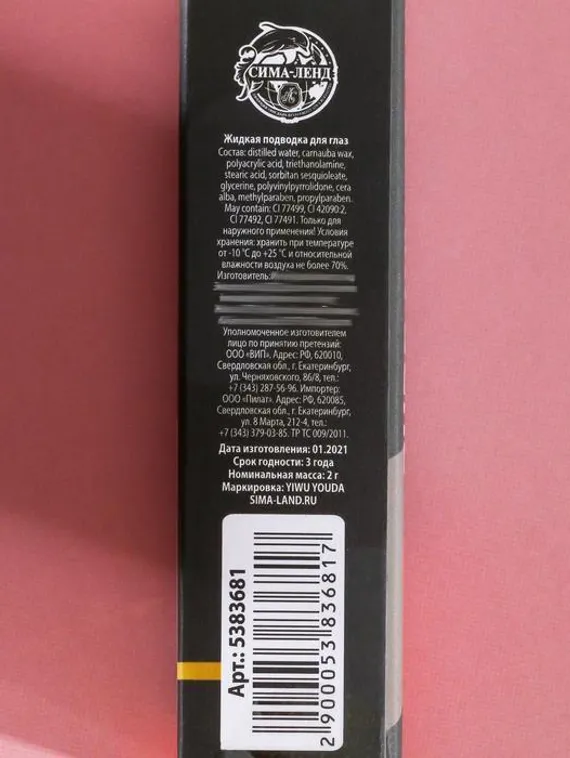 СИМА-ЛЕНД
Жидкая подводка для глаз
Состав: distilled water, carnauba wax,
polyacrylic acid, triethanolamine,
stearic acid, sorbitan sesquioleate,
glycerine, polyvinylpyrrolidone, cera
alba, methylparaben, propylparaben.
May contain: CI 77499, CI 42090:2,
CI 77492, CI 77491. Только для
наружного применения! Условия
хранения: хранить при температуре
от -10 °C до +25 °C и относительной
влажности воздуха не более 70%.
Изготовитель:
Уполномоченное изготовителем
лицо по принятию претензий:
ООО «ВИП». Адрес: РФ, 620010,
Свердловская обл., г. Екатеринбург,
ул. Черняховского, 86/8, тел.:
+7 (343) 287-56-96. Импортер:
ООО «Пилат». Адрес: РФ, 620085,
Свердловская обл., г. Екатеринбург,
ул. 8 Марта, 212-4, тел.:
+7 (343) 379-03-85. ТР ТС 009/2011.
Дата изготовления: 01.2021
Срок годности: 3 года
Номинальная масса: 2 г
Маркировка: YIWU YOUDA
SIMA-LAND.RU
Арт.: 5383681
2900053836817